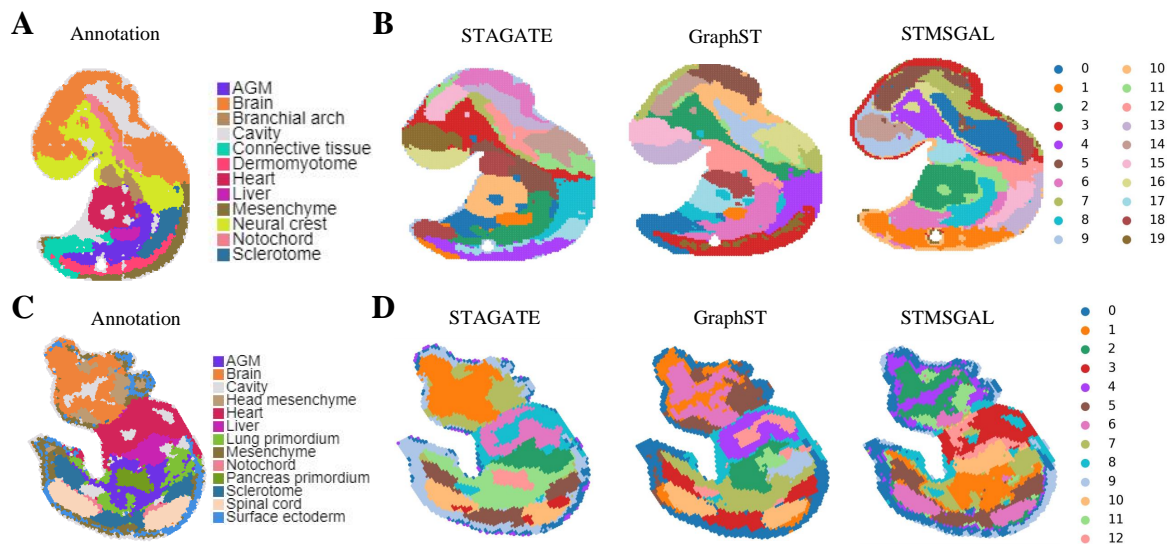 A
Annotation
AGM
Brain
Branchial arch
Cavity
Connective tissue
Dermomyotome
Heart
Liver
Mesenchyme
Neural crest
Notochord
Sclerotome
B
STAGATE
GraphST
STMSGAL
0
1
2
3
4
5
6
7
8
9
10
11
12
13
14
15
16
17
18
19
C
Annotation
AGM
Brain
Cavity
Head mesenchyme
Heart
Liver
Lung primordium
Mesenchyme
Notochord
Pancreas primordium
Sclerotome
Spinal cord
Surface ectoderm
D
STAGATE
GraphST
STMSGAL
0
1
2
3
4
5
6
7
8
9
10
11
12